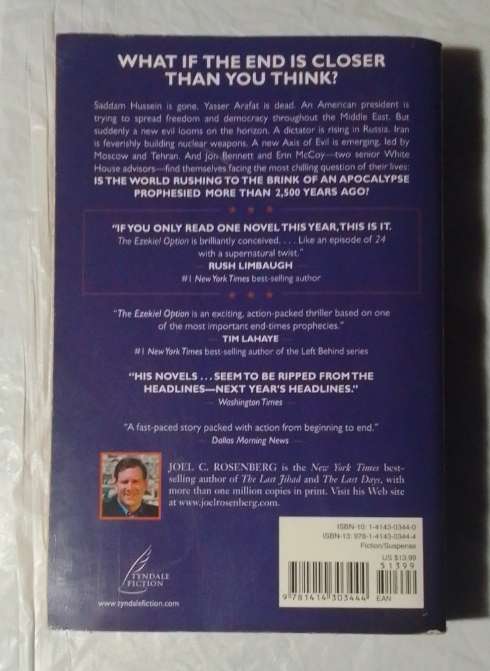 WHAT IF THE END IS CLOSER
THAN YOU THINK?
Saddam Hussein is gone. Yasser Arafat is dead. An American president is
trying to spread freedom and democracy throughout the Middle East. But
suddenly a new evil looms on the horizon. A dictator is rising in Russia. Iran
is feverishly building nuclear weapons. A new Axis of Evil is emerging, led by
Moscow and Tehran. And Jon Bennett and Erin McCoy—two senior White
House advisors—find themselves facing the most chilling question of their lives:
IS THE WORLD RUSHING TO THE BRINK OF AN APOCALYPSE
PROPHESIED MORE THAN 2,500 YEARS AGO?
"IF YOU ONLY READ ONE NOVEL THIS YEAR, THIS IS IT.
The Ezekiel Option is brilliantly conceived. . . . Like an episode of 24
with a supernatural twist."
RUSH LIMBAUGH
#1 New York Times best-selling author
"The Ezekiel Option is an exciting, action-packed thriller based on one
of the most important end-times prophecies."
TIM LAHAYE
#1 New York Times best-selling author of the Left Behind series
"HIS NOVELS . . . SEEM TO BE RIPPED FROM THE
HEADLINES—NEXT YEAR'S HEADLINES."
Washington Times
"A fast-paced story packed with action from beginning to end."
Dallas Morning News
JOEL C. ROSENBERG is the New York Times best-
selling author of The Last Jihad and The Last Days, with
more than one million copies in print. Visit his Web site
at www.joelrosenberg.com.
ISBN-10: 1-4143-0344-0
ISBN-13: 978-1-4143-0344-4
Fiction/Suspense
US $13.99
51399
9 781414 303444
EAN
TYNDALE
FICTION
www.tyndalefiction.com